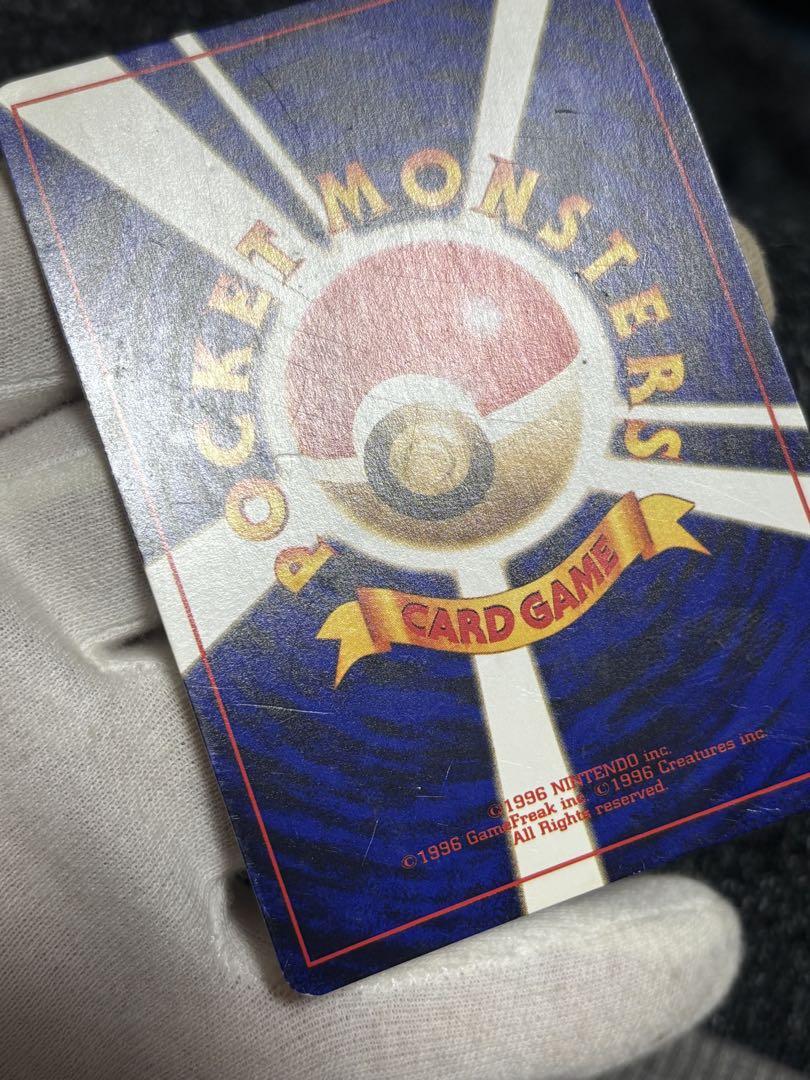 POCKET MONSTERS
CARD GAME
©1996 NINTENDO inc.
©1996 GameFreak inc. ©1996 Creatures inc.
All Rights reserved.